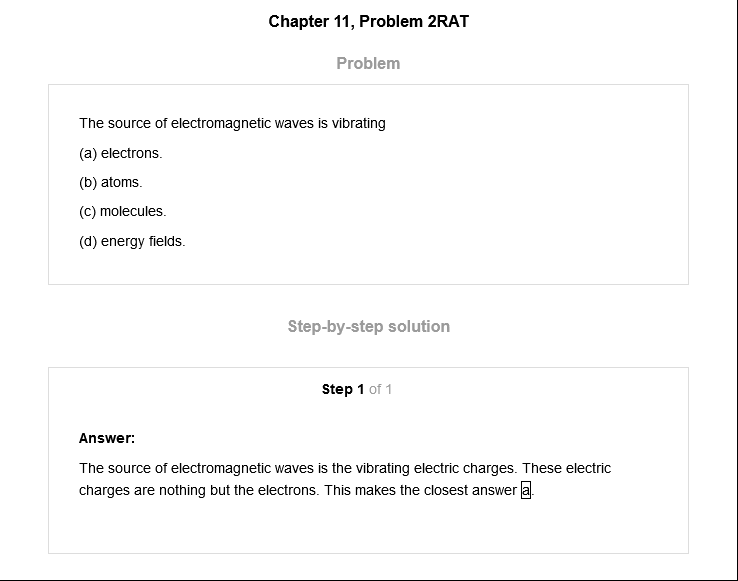 Chapter 11, Problem 2RAT
Problem
The source of electromagnetic waves is vibrating
(a) electrons.
(b) atoms.
(c) molecules.
(d) energy fields.
Step-by-step solution
Step 1 of 1
Answer:
The source of electromagnetic waves is the vibrating electric charges. These electric
charges are nothing but the electrons. This makes the closest answer a.